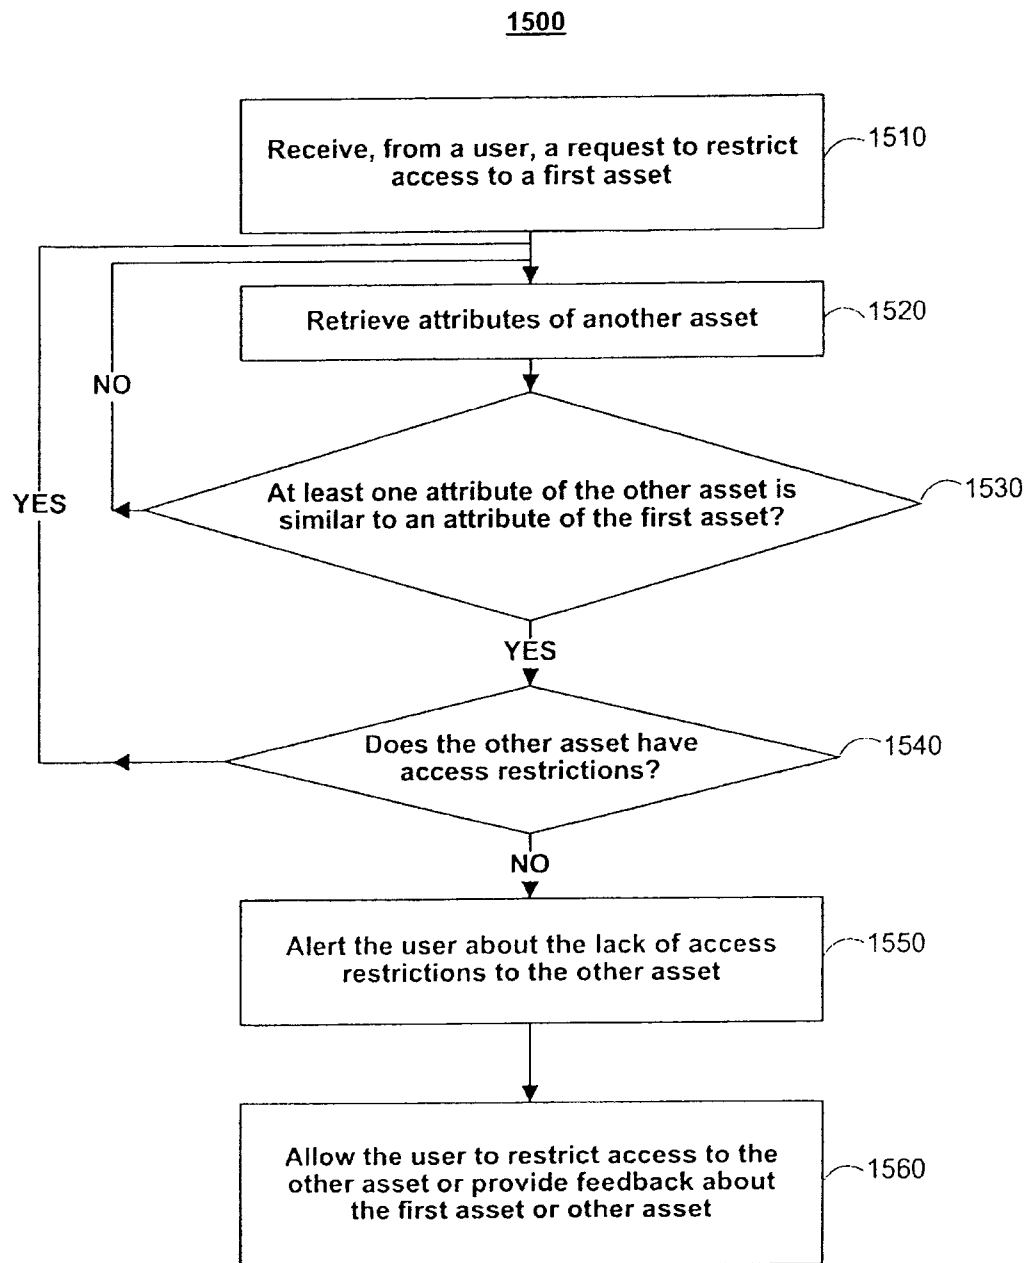 1500
Receive, from a user, a request to restrict
access to a first asset
1510
Retrieve attributes of another asset
1520
NO
YES
At least one attribute of the other asset is
similar to an attribute of the first asset?
1530
YES
Does the other asset have
access restrictions?
1540
NO
Alert the user about the lack of access
restrictions to the other asset
1550
Allow the user to restrict access to the
other asset or provide feedback about
the first asset or other asset
1560